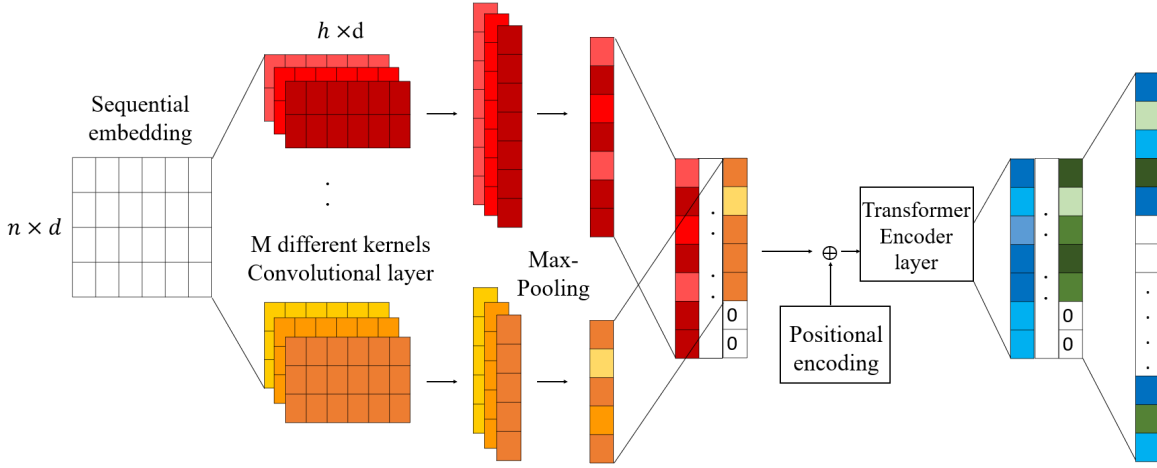 h ×d
Sequential
embedding
n × d
M different kernels
Convolutional layer
Max-
Pooling
0
0
Transformer
Encoder
layer
Positional
encoding
0
0